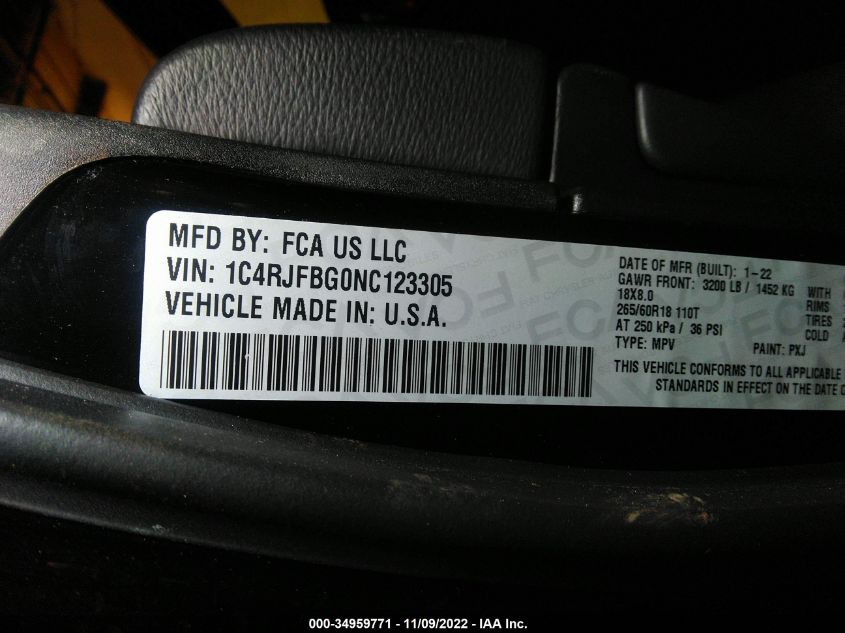 MFD BY: FCA US LLC
VIN: 1C4RJFBG0NC123305
VEHICLE MADE IN: U.S.A.
DATE OF MFR (BUILT): 1-22
GAWR FRONT: 3200 LB / 1452 KG WITH
18X8.0 RIMS
265/60R18 110T TIRES
AT 250 kPa / 36 PSI COLD
TYPE: MPV PAINT: PXJ
THIS VEHICLE CONFORMS TO ALL APPLICABLE
STANDARDS IN EFFECT ON THE DATE
000-34959771 - 11/09/2022 - IAA Inc.